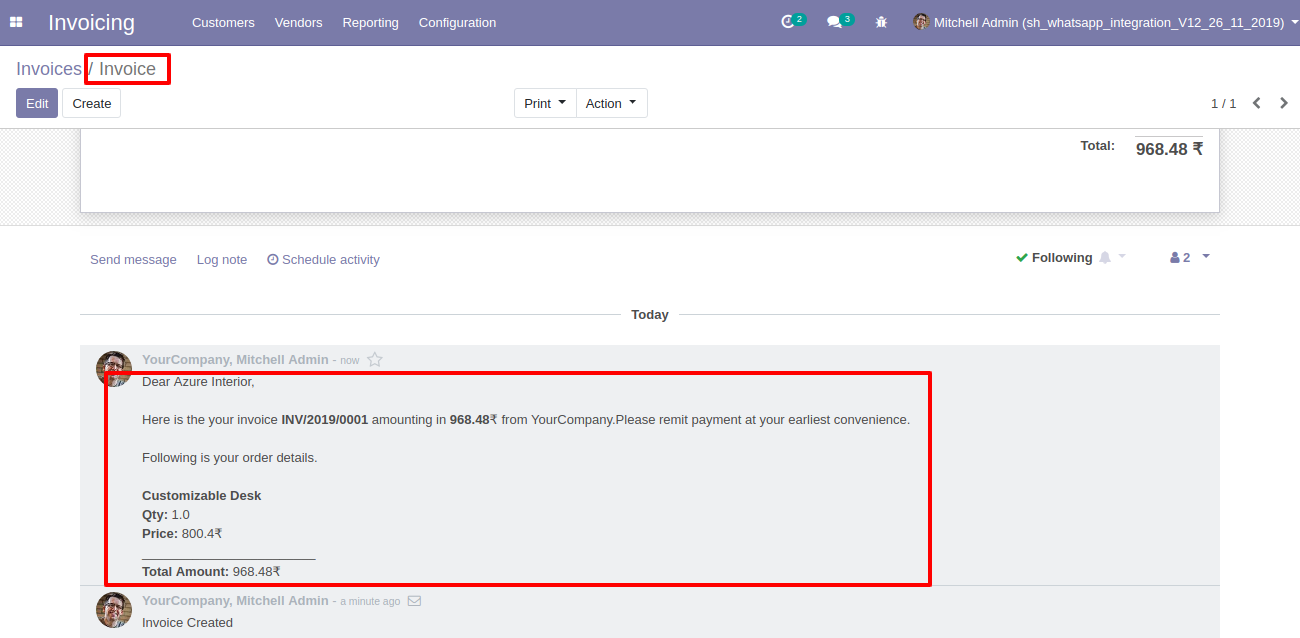 Invoicing Customers Vendors Reporting Configuration 2 3 Mitchell Admin (sh_whatsapp_integration_V12_26_11_2019)
Invoices / Invoice
Edit Create Print Action 1 / 1
Total: 968.48 ₹
Send message Log note Schedule activity Following 2
Today
YourCompany, Mitchell Admin - now
Dear Azure Interior,
Here is the your invoice INV/2019/0001 amounting in 968.48₹ from YourCompany.Please remit payment at your earliest convenience.
Following is your order details.
Customizable Desk
Qty: 1.0
Price: 800.4₹
________________________
Total Amount: 968.48₹
YourCompany, Mitchell Admin - a minute ago
Invoice Created